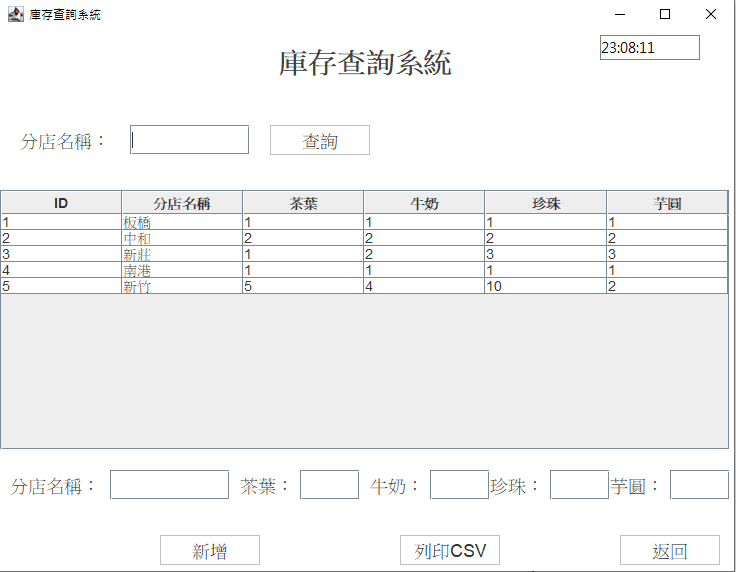 庫存查詢系統
庫存查詢系統 23:08:11
分店名稱： 查詢
ID 分店名稱 茶葉 牛奶 珍珠 芋圓
1 板橋 1 1 1 1
2 中和 2 2 2 2
3 新莊 1 2 3 3
4 南港 1 1 1 1
5 新竹 5 4 10 2
分店名稱： 茶葉： 牛奶： 珍珠： 芋圓：
新增 列印CSV 返回